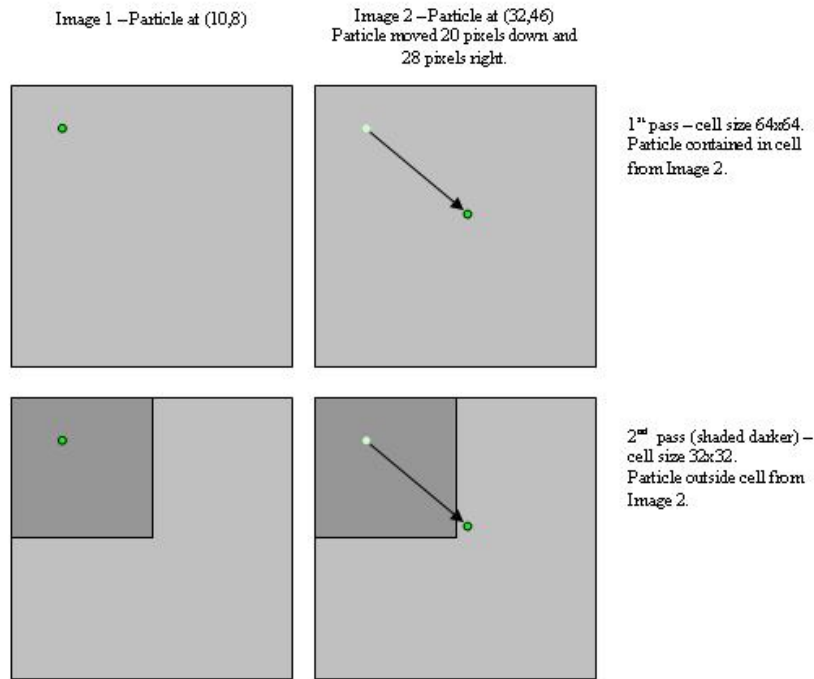 Image 1 – Particle at (10,8)
Image 2 – Particle at (32,46)
Particle moved 20 pixels down and
28 pixels right.
1st pass – cell size 64x64.
Particle contained in cell
from Image 2.
2nd pass (shaded darker) –
cell size 32x32.
Particle outside cell from
Image 2.